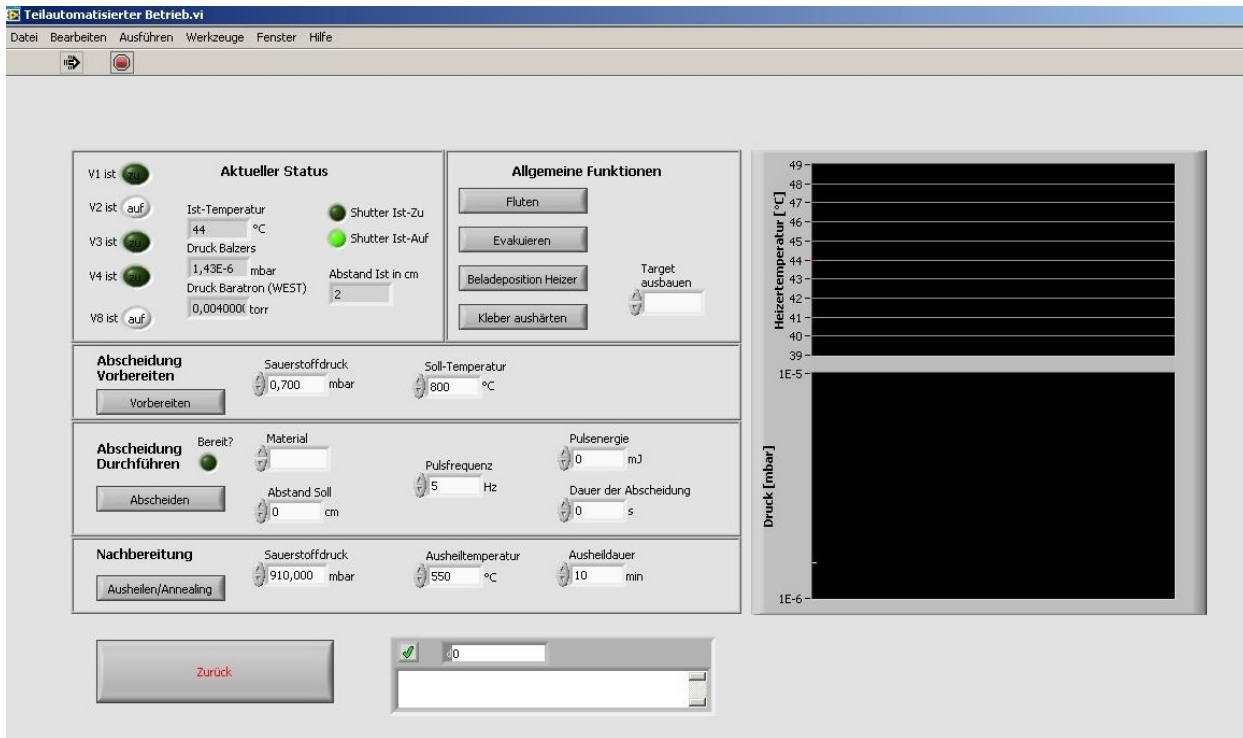 Teilautomatisierter Betrieb.vi
Datei Bearbeiten Ausführen Werkzeuge Fenster Hilfe
Aktueller Status
V1 ist zu
V2 ist auf
V3 ist zu
V4 ist zu
V8 ist auf
Ist-Temperatur
44 °C
Druck Balzers
1,43E-6 mbar
Druck Baratron (WEST)
0,004000 torr
Shutter Ist-Zu
Shutter Ist-Auf
Abstand Ist in cm
2
Allgemeine Funktionen
Fluten
Evakuieren
Beladeposition Heizer
Kleber aushärten
Target
ausbauen
Abscheidung
Vorbereiten
Vorbereiten
Sauerstoffdruck
0,700 mbar
Soll-Temperatur
800 °C
Abscheidung
Durchführen
Bereit?
Abscheiden
Material
Abstand Soll
0 cm
Pulsfrequenz
5 Hz
Pulsenergie
0 mJ
Dauer der Abscheidung
0 s
Nachbereitung
Ausheilen/Annealing
Sauerstoffdruck
910,000 mbar
Ausheiltemperatur
550 °C
Ausheildauer
10 min
Zurück
d0
Heizertemperatur [°C]
49
48
47
46
45
44
43
42
41
40
39
Druck [mbar]
1E-5
1E-6